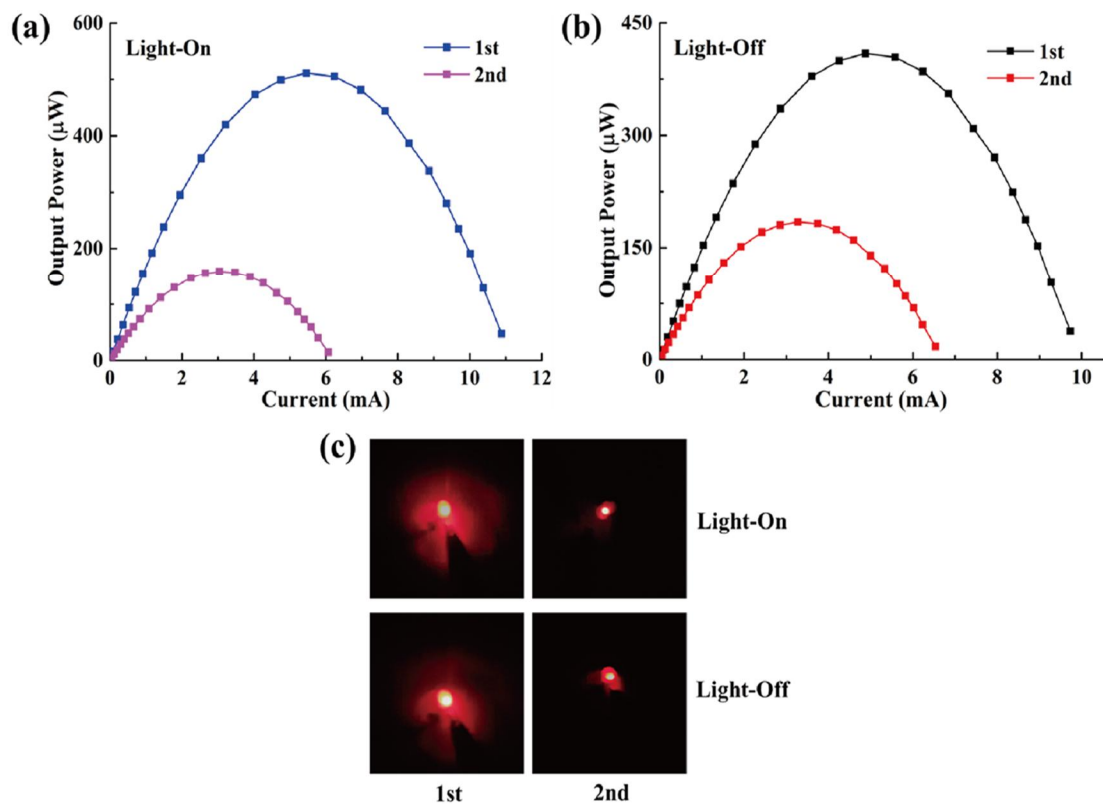 (a)
Light-On
1st
2nd
600
400
200
0
Output Power (μW)
0 2 4 6 8 10 12
Current (mA)
(b)
Light-Off
1st
2nd
450
300
150
0
Output Power (μW)
0 2 4 6 8 10
Current (mA)
(c)
Light-On
Light-Off
1st 2nd